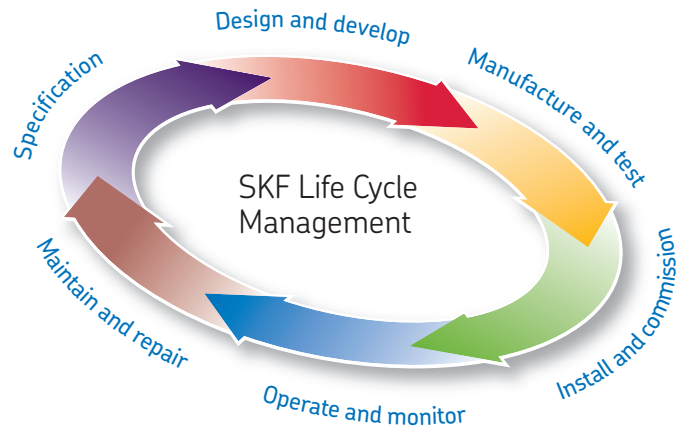 Design and develop
Manufacture and test
Specification
SKF Life Cycle
Management
Install and commission
Maintain and repair
Operate and monitor